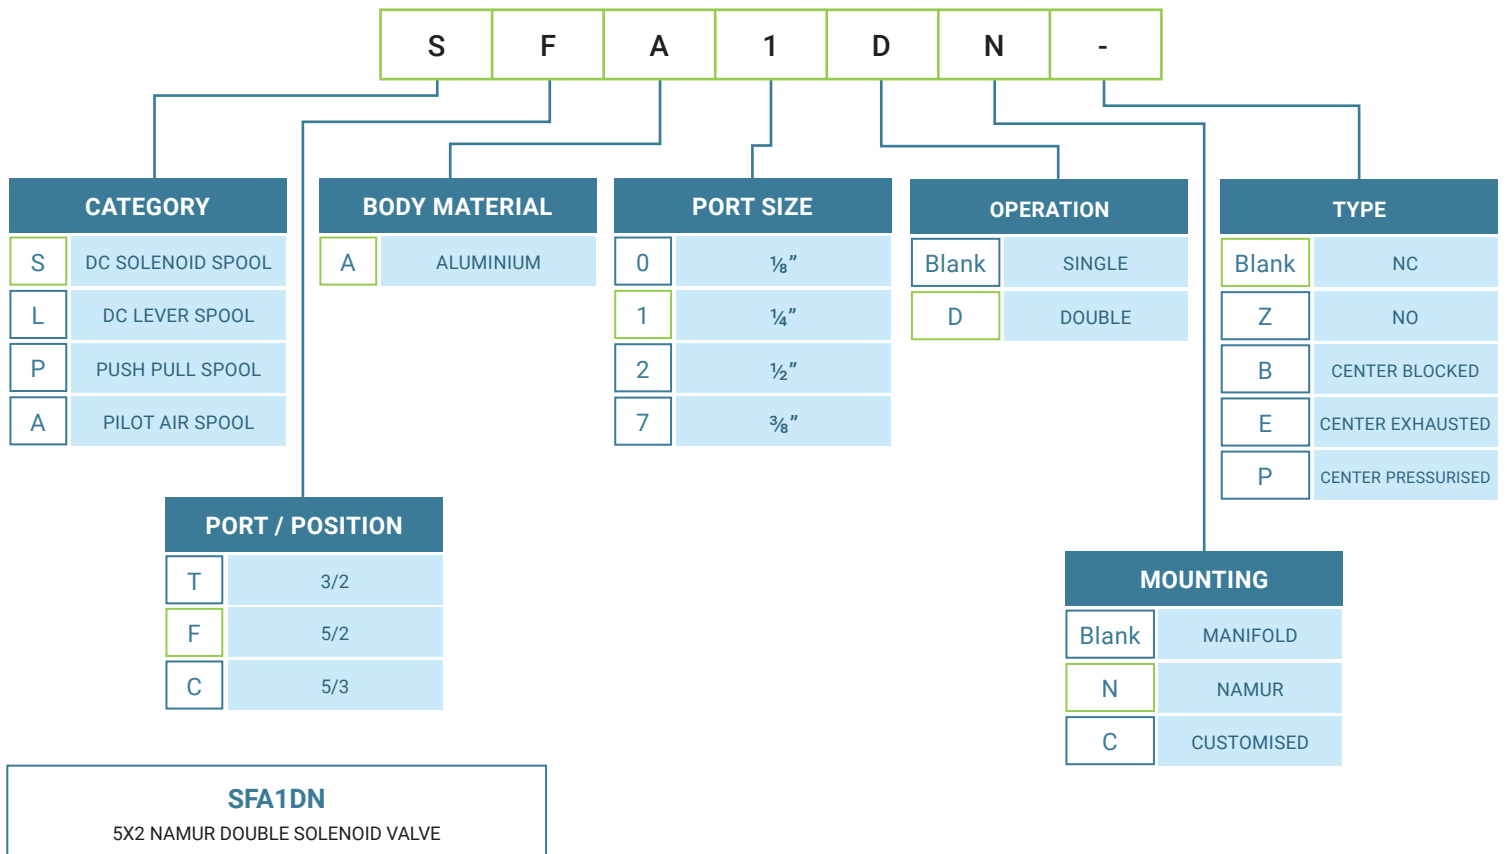 S F A 1 D N -
CATEGORY
S DC SOLENOID SPOOL
L DC LEVER SPOOL
P PUSH PULL SPOOL
A PILOT AIR SPOOL
BODY MATERIAL
A ALUMINIUM
PORT SIZE
0 ⅛”
1 ¼”
2 ½”
7 ⅜”
OPERATION
Blank SINGLE
D DOUBLE
TYPE
Blank NC
Z NO
B CENTER BLOCKED
E CENTER EXHAUSTED
P CENTER PRESSURISED
PORT / POSITION
T 3/2
F 5/2
C 5/3
MOUNTING
Blank MANIFOLD
N NAMUR
C CUSTOMISED
SFA1DN
5X2 NAMUR DOUBLE SOLENOID VALVE